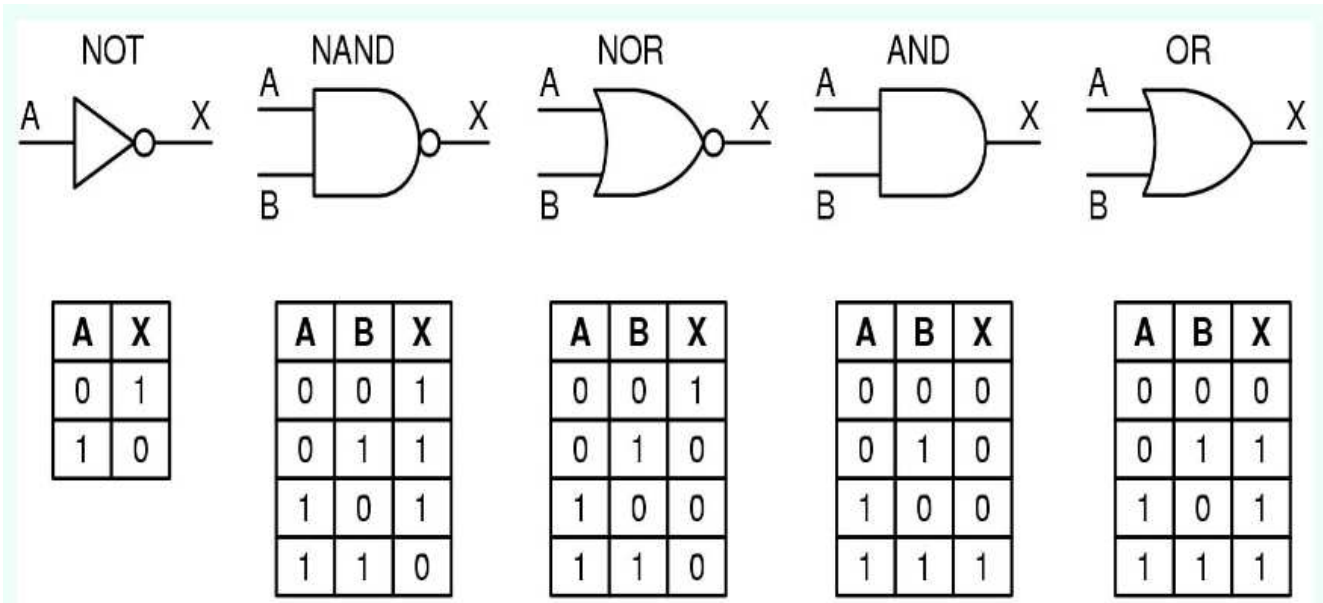 NOT NAND NOR AND OR
A X A B X A B X A B X A B X
A X A B X A B X A B X A B X
0 1 0 0 1 0 0 1 0 0 0 0 0 0
1 0 0 1 1 0 1 0 0 1 0 0 1 1
1 0 1 1 0 0 1 0 0 1 0 1
1 1 0 1 1 0 1 1 1 1 1 1